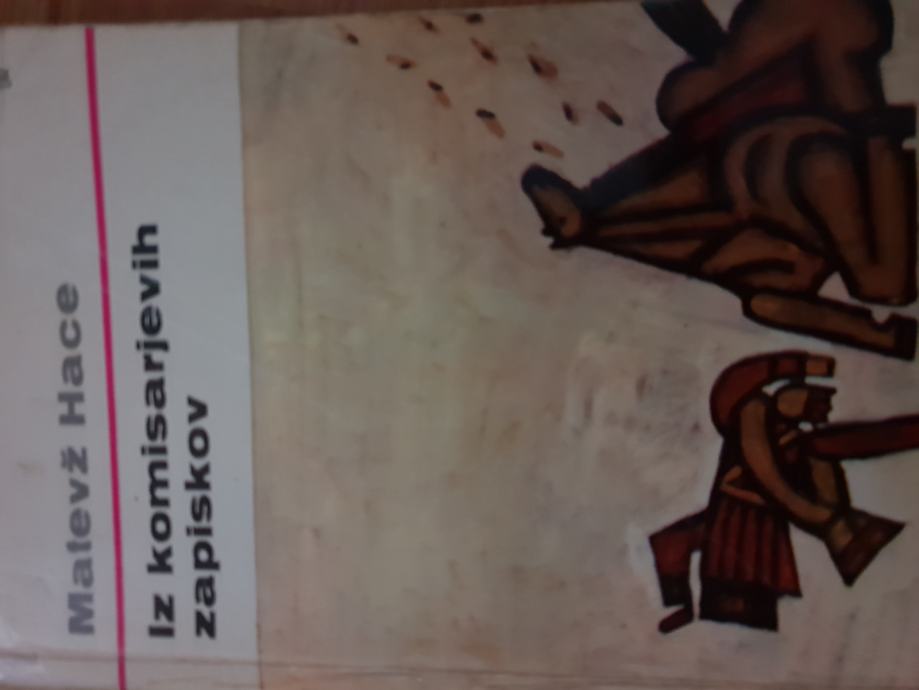 Matevž Hace
Iz komisarjevih
zapiskov